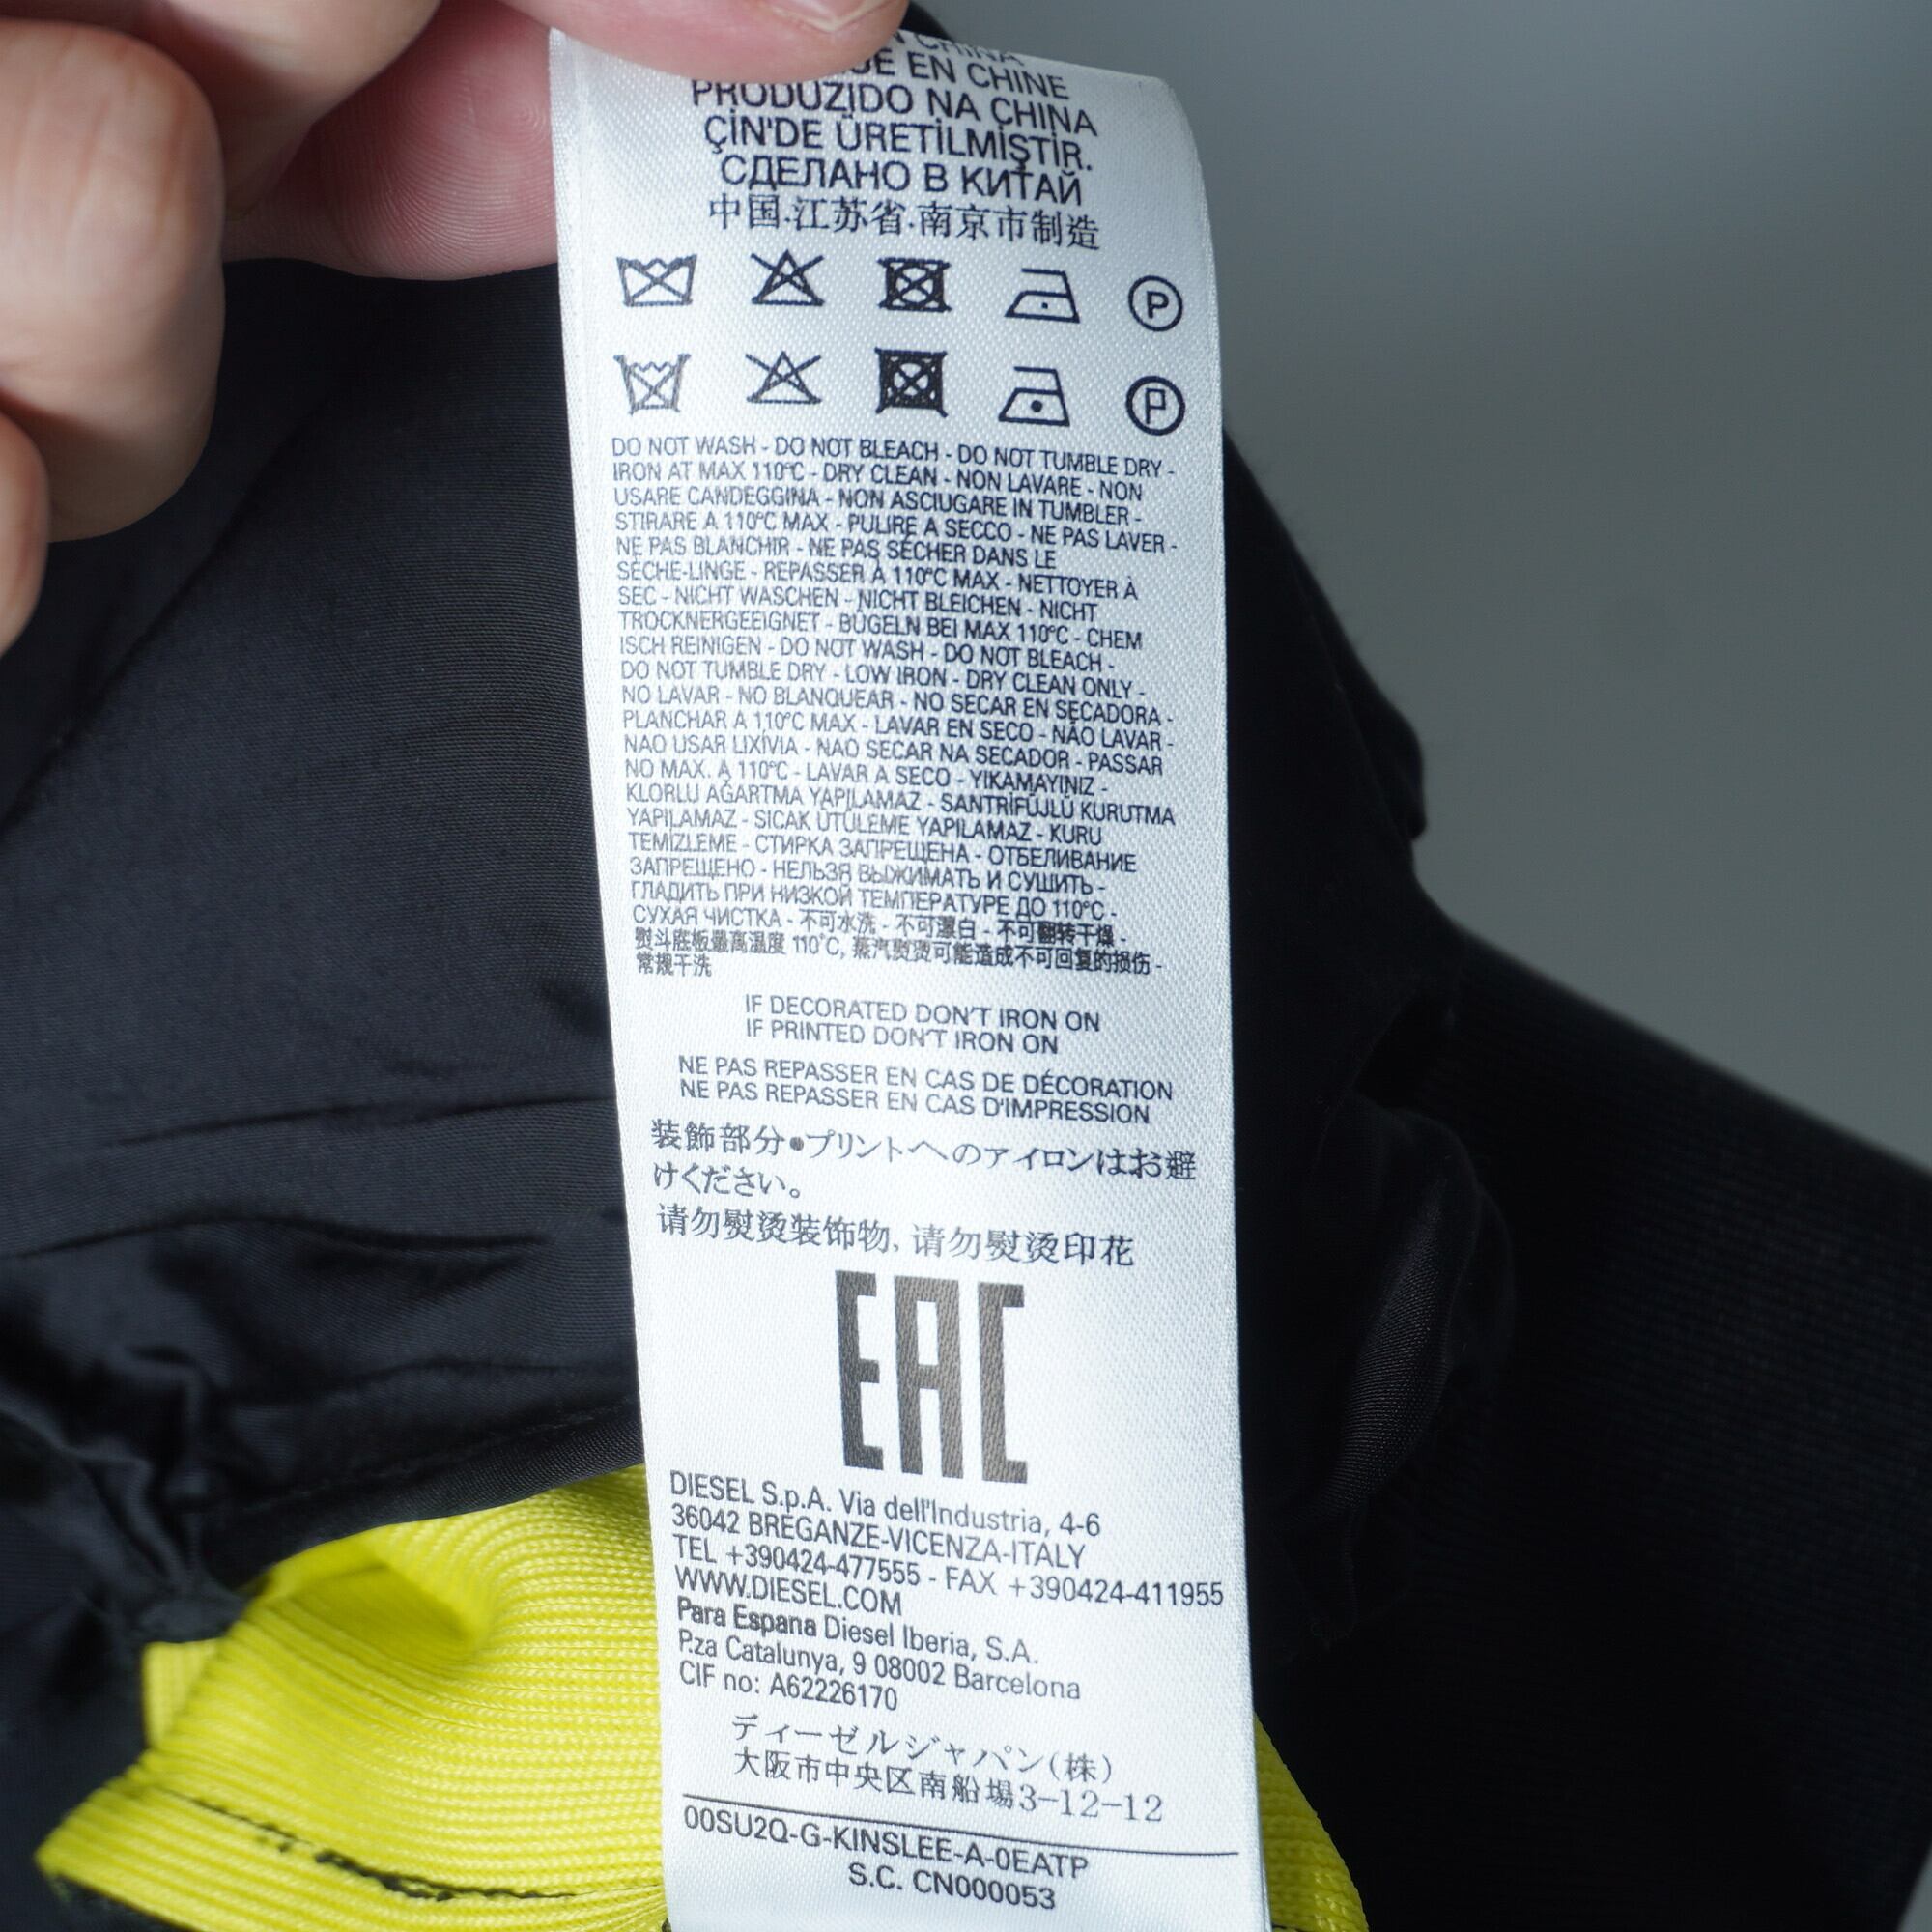 CHINA
EN CHINE
PRODUZIDO NA CHINA
ÇİN'DE ÜRETİLMİŞTİR.
СДЕЛАНО В КИТАЙ
中国.江苏省.南京市制造
P
P
DO NOT WASH - DO NOT BLEACH - DO NOT TUMBLE DRY -
IRON AT MAX 110°C - DRY CLEAN - NON LAVARE - NON
USARE CANDEGGINA - NON ASCIUGARE IN TUMBLER -
STIRARE A 110°C MAX - PULIRE A SECCO - NE PAS LAVER -
NE PAS BLANCHIR - NE PAS SÉCHER DANS LE
SÈCHE-LINGE - REPASSER À 110°C MAX - NETTOYER À
SEC - NICHT WASCHEN - NICHT BLEICHEN - NICHT
TROCKNERGEEIGNET - BÜGELN BEI MAX 110°C - CHEM
ISCH REINIGEN - DO NOT WASH - DO NOT BLEACH -
DO NOT TUMBLE DRY - LOW IRON - DRY CLEAN ONLY -
NO LAVAR - NO BLANQUEAR - NO SECAR EN SECADORA -
PLANCHAR A 110°C MAX - LAVAR EN SECO - NÃO LAVAR -
NAO USAR LIXÍVIA - NAO SECAR NA SECADOR - PASSAR
NO MAX. A 110°C - LAVAR A SECO - YIKAMAYINIZ -
KLORLU AĞARTMA YAPILAMAZ - SANTRİFÜJLÜ KURUTMA
YAPILAMAZ - SICAK ÜTÜLEME YAPILAMAZ - KURU
TEMIZLEME - СТИРКА ЗАПРЕЩЕНА - ОТБЕЛИВАНИЕ
ЗАПРЕЩЕНО - НЕЛЬЗЯ ВЫЖИМАТЬ И СУШИТЬ -
ГЛАДИТЬ ПРИ НИЗКОЙ ТЕМПЕРАТУРЕ ДО 110°C -
СУХАЯ ЧИСТКА - 不可水洗 - 不可漂白 - 不可翻转干燥 -
熨斗底板最高温度 110°C, 蒸汽熨烫可能造成不可回复的损伤 -
常规干洗
IF DECORATED DON'T IRON ON
IF PRINTED DON'T IRON ON
NE PAS REPASSER EN CAS DE DÉCORATION
NE PAS REPASSER EN CAS D'IMPRESSION
装飾部分●プリントへのアイロンはお避
けください。
请勿熨烫装饰物, 请勿熨烫印花
EAC
DIESEL S.p.A. Via dell'Industria, 4-6
36042 BREGANZE-VICENZA-ITALY
TEL +390424-477555 - FAX +390424-411955
WWW.DIESEL.COM
Para Espana Diesel Iberia, S.A.
P.za Catalunya, 9 08002 Barcelona
CIF no: A62226170
ディーゼルジャパン(株)
大阪市中央区南船場3-12-12
00SU2Q-G-KINSLEE-A-0EATP
S.C. CN000053